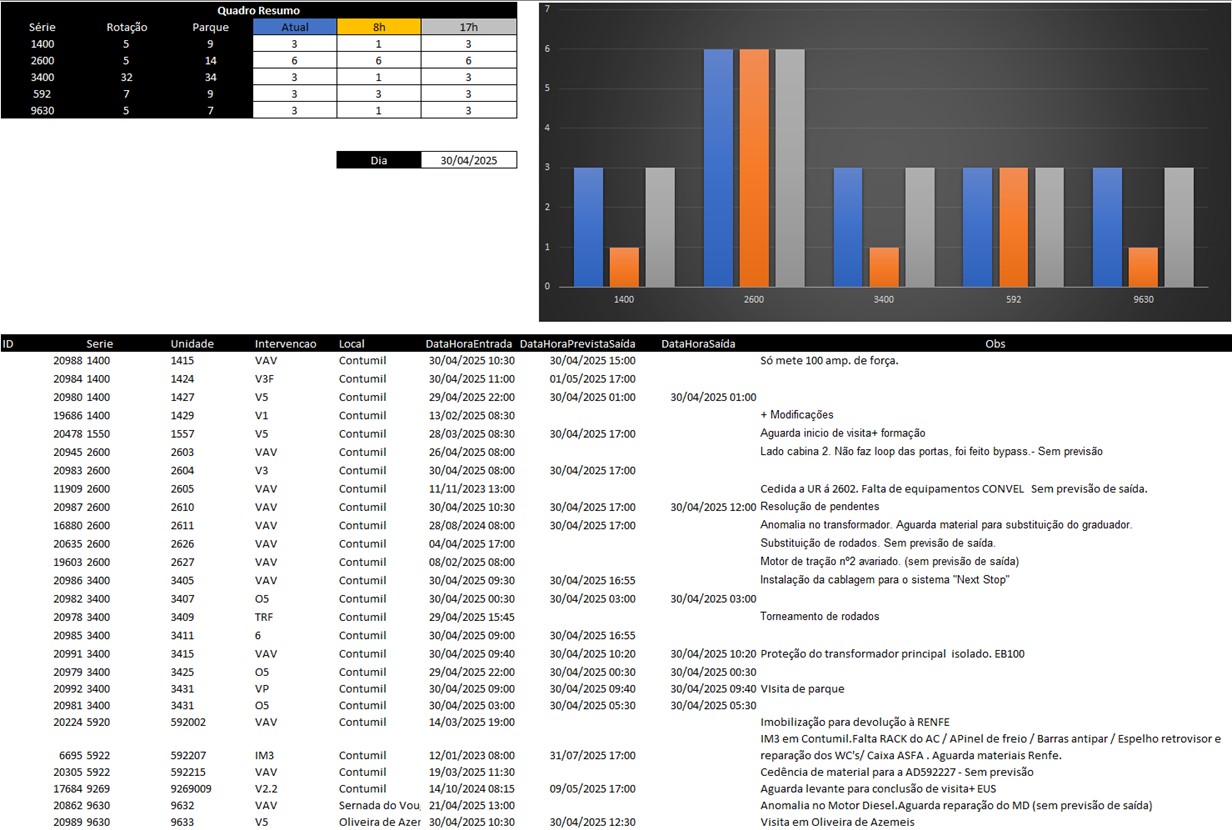 Quadro Resumo
Série Rotação Parque Atual 8h 17h
1400 5 9 3 1 3
2600 5 14 6 6 6
3400 32 34 3 1 3
592 7 9 3 3 3
9630 5 7 3 1 3
Dia 30/04/2025
7
6
5
4
3
2
1
0
1400 2600 3400 592 9630
ID Serie Unidade Intervencao Local DataHoraEntrada DataHoraPrevistaSaída DataHoraSaída Obs
20988 1400 1415 VAV Contumil 30/04/2025 10:30 30/04/2025 15:00 Só mete 100 amp. de força.
20984 1400 1424 V3F Contumil 30/04/2025 11:00 01/05/2025 17:00
20980 1400 1427 V5 Contumil 29/04/2025 22:00 30/04/2025 01:00 30/04/2025 01:00
19686 1400 1429 V1 Contumil 13/02/2025 08:30 + Modificações
20478 1550 1557 V5 Contumil 28/03/2025 08:30 30/04/2025 17:00 Aguarda inicio de visita+ formação
20945 2600 2603 VAV Contumil 26/04/2025 08:00 Lado cabina 2. Não faz loop das portas, foi feito bypass.- Sem previsão
20983 2600 2604 V3 Contumil 30/04/2025 08:00 30/04/2025 17:00
11909 2600 2605 VAV Contumil 11/11/2023 13:00 Cedida a UR á 2602. Falta de equipamentos CONVEL Sem previsão de saída.
20987 2600 2610 VAV Contumil 30/04/2025 10:30 30/04/2025 17:00 30/04/2025 12:00 Resolução de pendentes
16880 2600 2611 VAV Contumil 28/08/2024 08:00 30/04/2025 17:00 Anomalia no transformador. Aguarda material para substituição do graduador.
20635 2600 2626 VAV Contumil 04/04/2025 17:00 Substituição de rodados. Sem previsão de saída.
19603 2600 2627 VAV Contumil 08/02/2025 08:00 Motor de tração nº2 avariado. (sem previsão de saída)
20986 3400 3405 VAV Contumil 30/04/2025 09:30 30/04/2025 16:55 Instalação da cablagem para o sistema "Next Stop"
20982 3400 3407 O5 Contumil 30/04/2025 00:30 30/04/2025 03:00 30/04/2025 03:00
20978 3400 3409 TRF Contumil 29/04/2025 15:45 Torneamento de rodados
20985 3400 3411 6 Contumil 30/04/2025 09:00 30/04/2025 16:55
20991 3400 3415 VAV Contumil 30/04/2025 09:40 30/04/2025 10:20 30/04/2025 10:20 Proteção do transformador principal isolado. EB100
20979 3400 3425 O5 Contumil 29/04/2025 22:00 30/04/2025 00:30 30/04/2025 00:30
20992 3400 3431 VP Contumil 30/04/2025 09:00 30/04/2025 09:40 30/04/2025 09:40 VIsita de parque
20981 3400 3431 O5 Contumil 30/04/2025 03:00 30/04/2025 05:30 30/04/2025 05:30
20224 5920 592002 VAV Contumil 14/03/2025 19:00 Imobilização para devolução à RENFE
IM3 em Contumil.Falta RACK do AC / APinel de freio / Barras antipar / Espelho retrovisor e
6695 5922 592207 IM3 Contumil 12/01/2023 08:00 31/07/2025 17:00 reparação dos WC's/ Caixa ASFA . Aguarda materiais Renfe.
20305 5922 592215 VAV Contumil 19/03/2025 11:30 Cedência de material para a AD592227 - Sem previsão
17684 9269 9269009 V2.2 Contumil 14/10/2024 08:15 09/05/2025 17:00 Aguarda levante para conclusão de visita+ EUS
20862 9630 9632 VAV Sernada do Vou 21/04/2025 13:00 Anomalia no Motor Diesel.Aguarda reparação do MD (sem previsão de saída)
20989 9630 9633 V5 Oliveira de Azer 30/04/2025 10:30 30/04/2025 12:30 Visita em Oliveira de Azemeis